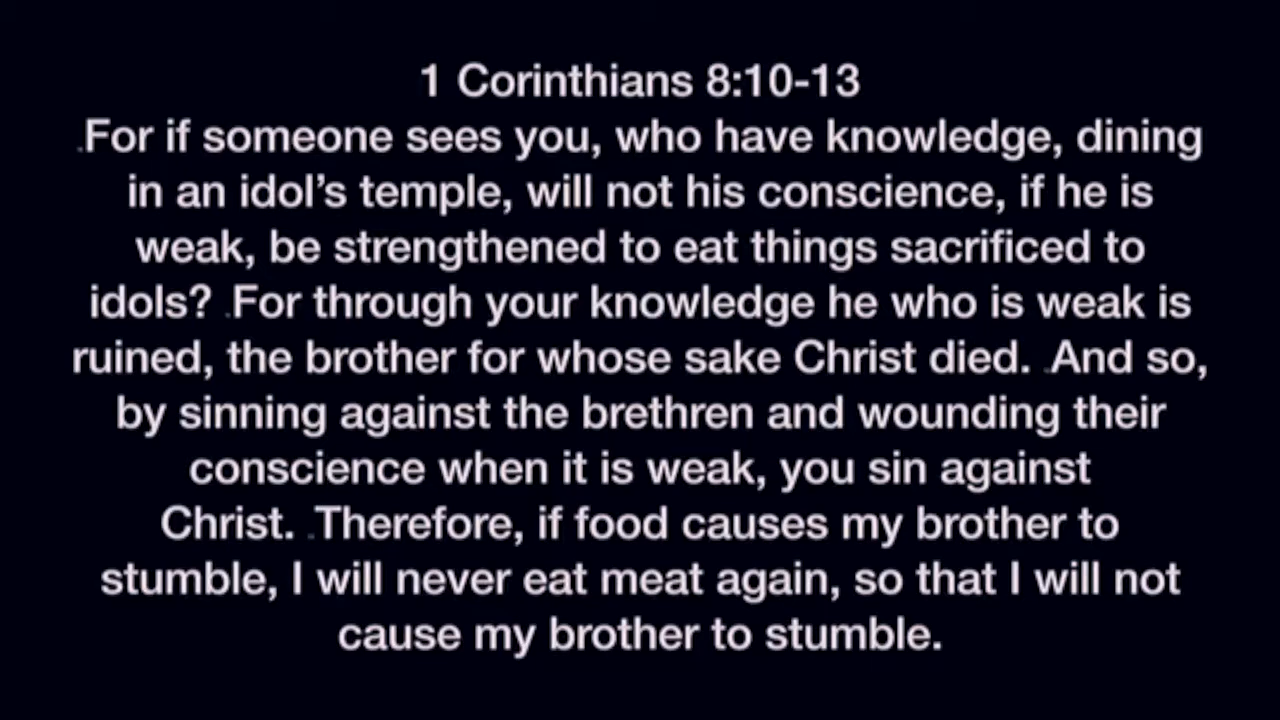 1 Corinthians 8:10-13
For if someone sees you, who have knowledge, dining
in an idol’s temple, will not his conscience, if he is
weak, be strengthened to eat things sacrificed to
idols? For through your knowledge he who is weak is
ruined, the brother for whose sake Christ died. And so,
by sinning against the brethren and wounding their
conscience when it is weak, you sin against
Christ. Therefore, if food causes my brother to
stumble, I will never eat meat again, so that I will not
cause my brother to stumble.